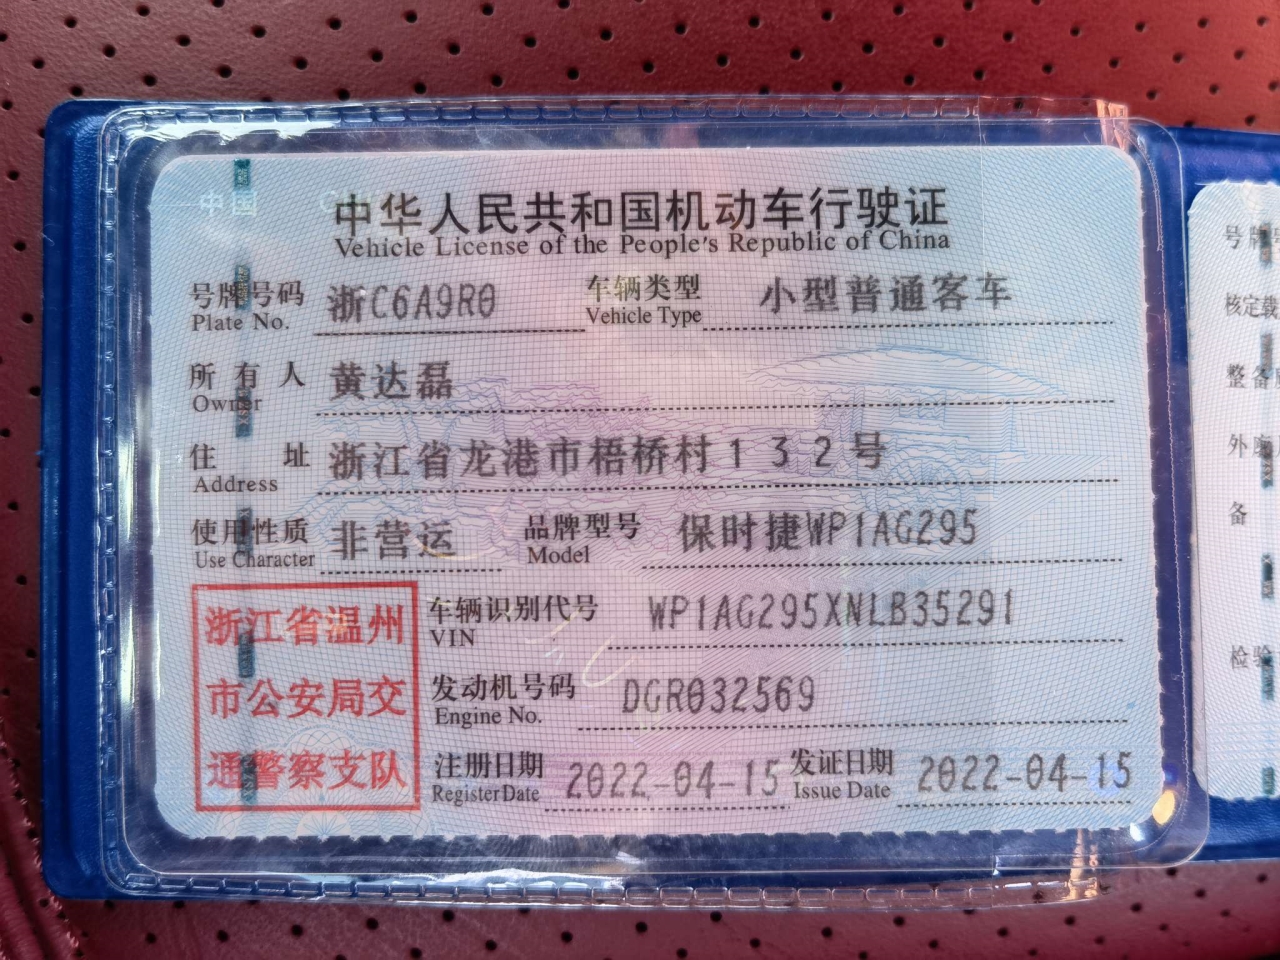 中国
中华人民共和国机动车行驶证
Vehicle License of the People's Republic of China
号牌号码 浙C6A9R0 车辆类型 小型普通客车
Plate No. Vehicle Type
所有人 黄达磊
Owner
住址 浙江省龙港市梧桥村132号
Address
使用性质 非营运 品牌型号 保时捷WP1AG295
Use Character Model
浙江省温州
市公安局交
通警察支队
车辆识别代号 WP1AG295XNLB35291
VIN
发动机号码 DGR032569
Engine No.
注册日期 2022-04-15 发证日期 2022-04-15
Register Date Issue Date
号牌
核定载
整备
外
备
检验